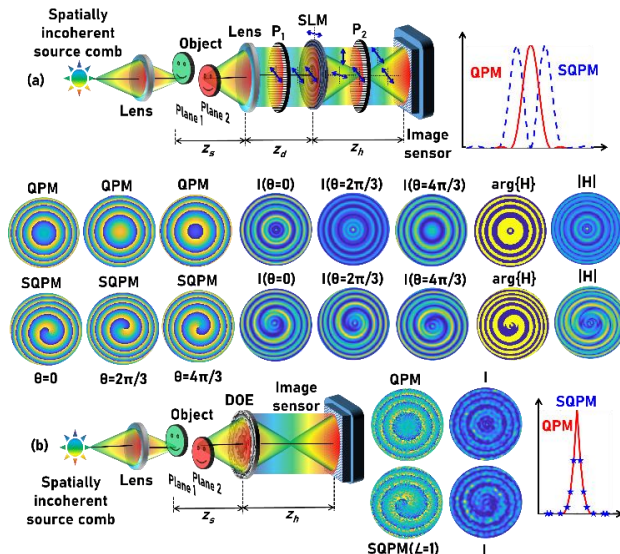 Spatially
incoherent
source comb
Object
Lens
P1
SLM
P2
(a)
Lens
Plane 1
Plane 2
Image
sensor
zs
zd
zh
QPM
SQPM
QPM
QPM
QPM
I(θ=0)
I(θ=2π/3)
I(θ=4π/3)
arg{H}
|H|
SQPM
SQPM
SQPM
I(θ=0)
I(θ=2π/3)
I(θ=4π/3)
arg{H}
|H|
θ=0
θ=2π/3
θ=4π/3
Object
DOE
Image
sensor
QPM
I
SQPM
QPM
(b)
Lens
Plane 1
Plane 2
Spatially
incoherent
source comb
zs
zh
SQPM(L=1)
I